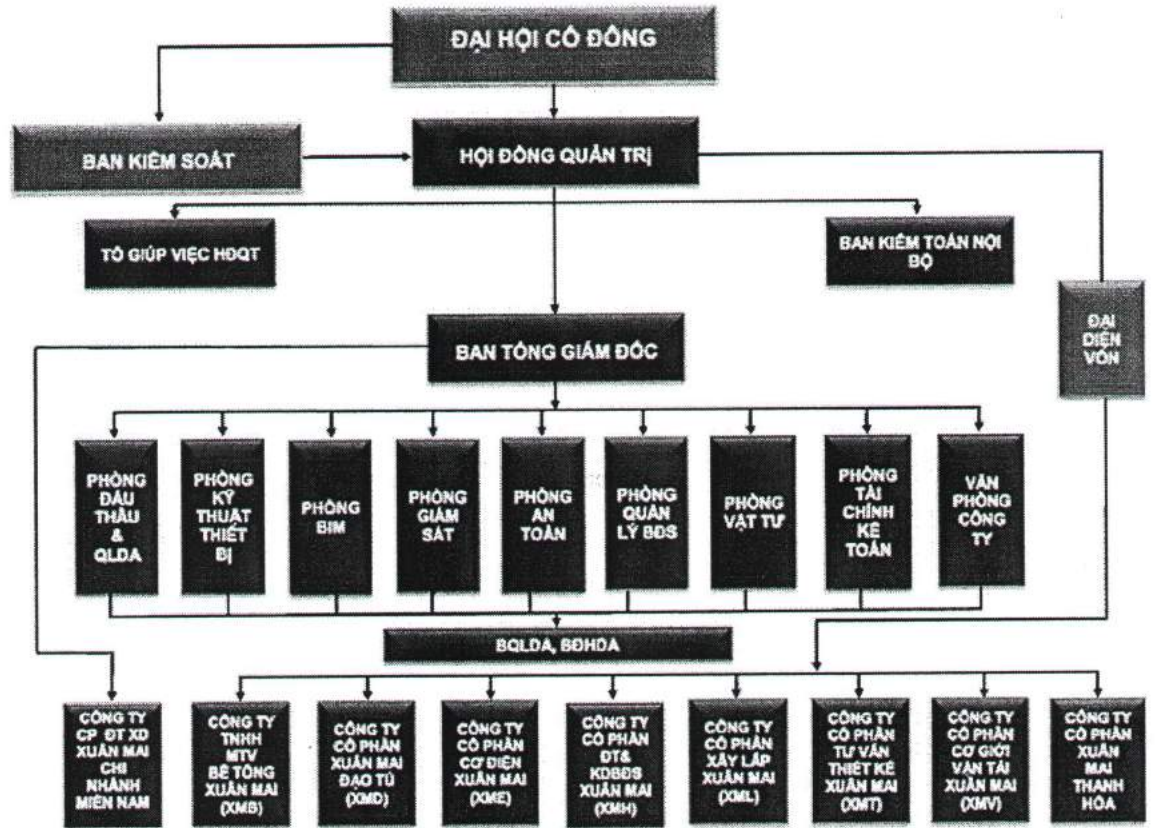 ĐẠI HỘI CỔ ĐÔNG
BAN KIỂM SOÁT
HỘI ĐỒNG QUẢN TRỊ
TỔ GIÚP VIỆC HĐQT
BAN KIỂM TOÁN NỘI
BỘ
ĐẠI
DIỆN
VỐN
BAN TỔNG GIÁM ĐỐC
PHÒNG
ĐẤU
THẦU
&
QLDA
PHÒNG
KỸ
THUẬT
THIẾT
BỊ
PHÒNG
BIM
PHÒNG
GIÁM
SÁT
PHÒNG
AN
TOÀN
PHÒNG
QUẢN
LÝ BĐS
PHÒNG
VẬT TƯ
PHÒNG
TÀI
CHÍNH
KẾ
TOÁN
VĂN
PHÒNG
CÔNG
TY
BQLDA, BĐHDA
CÔNG TY
CP ĐT XD
XUÂN MAI
CHI
NHÁNH
MIỀN NAM
CÔNG TY
TNHH
MTV
BÊ TÔNG
XUÂN MAI
(XMB)
CÔNG TY
CỔ PHẦN
XUÂN MAI
ĐẠO TÚ
(XMD)
CÔNG TY
CỔ PHẦN
CƠ ĐIỆN
XUÂN MAI
(XME)
CÔNG TY
CỔ PHẦN
ĐT&
KDBĐS
XUÂN MAI
(XMH)
CÔNG TY
CỔ PHẦN
XÂY LẮP
XUÂN MAI
(XML)
CÔNG TY
CỔ PHẦN
TƯ VẤN
THIẾT KẾ
XUÂN MAI
(XMT)
CÔNG TY
CỔ PHẦN
CƠ GIỚI
VẬN TẢI
XUÂN MAI
(XMV)
CÔNG TY
CỔ PHẦN
XUÂN
MAI
THANH
HÓA